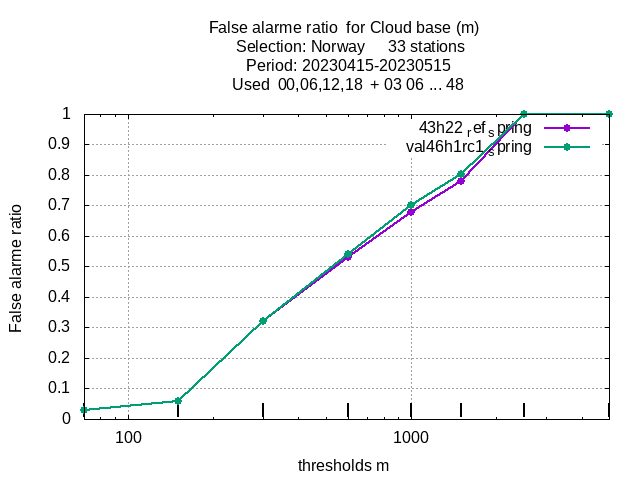 False alarme ratio  for Cloud base (m)
Selection: Norway     33 stations
Period: 20230415-20230515
Used  00,06,12,18  + 03 06 ... 48
43h22_ref_spring
val46h1rc1_spring
1
0.9
0.8
0.7
0.6
0.5
0.4
0.3
0.2
0.1
0
False alarme ratio
100
1000
thresholds m